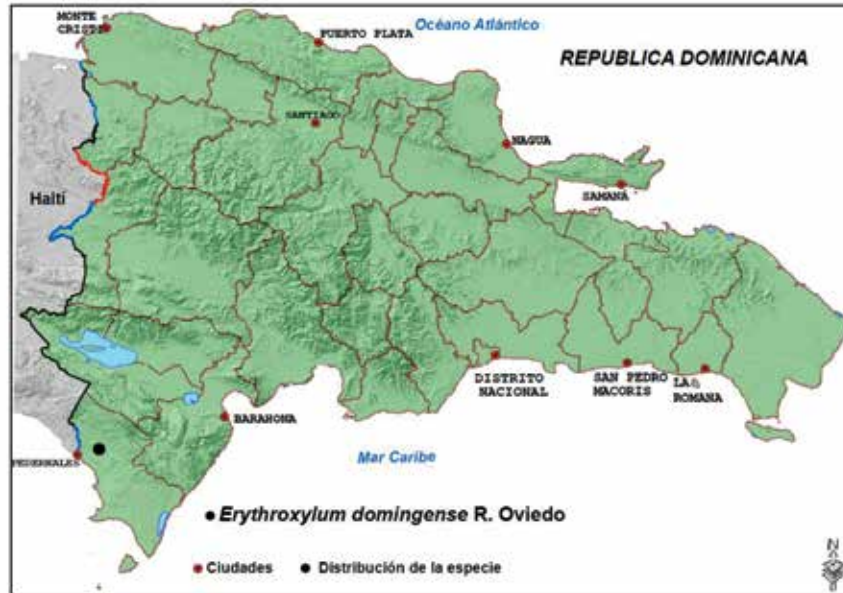 MONTE
CRISTI
PUERTO PLATA
Océano Atlántico
REPUBLICA DOMINICANA
SANTIAGO
NAGUA
SAMANÁ
Haití
DISTRITO
NACIONAL
SAN PEDRO
MACORIS
LA
ROMANA
BARAHONA
Mar Caribe
PEDERNALES
Erythroxylum domingense R. Oviedo
Ciudades
Distribución de la especie
N